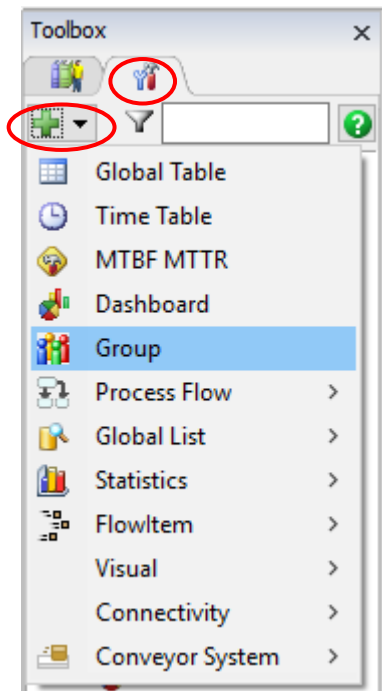 Toolbox
Global Table
Time Table
MTBF MTTR
Dashboard
Group
Process Flow
Global List
Statistics
FlowItem
Visual
Connectivity
Conveyor System